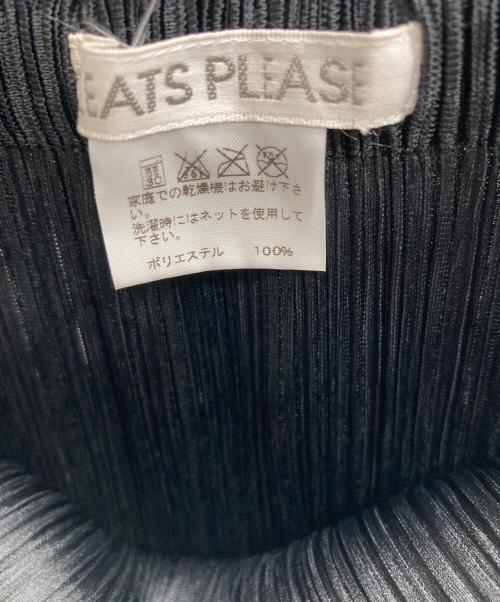 EATS PLEASE
30
家庭での乾燥機はお避け下さ
い。
洗濯時にはネットを使用して
下さい。
ポリエステル 100%